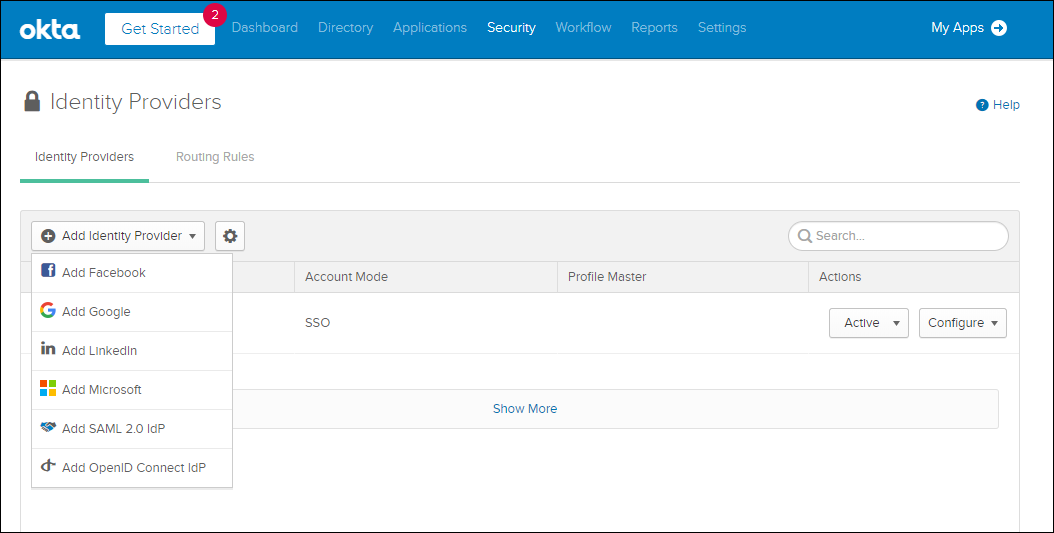 okta Get Started 2 Dashboard Directory Applications Security Workflow Reports Settings My Apps
Identity Providers
Help
Identity Providers Routing Rules
Add Identity Provider Search...
Add Facebook Account Mode Profile Master Actions
Add Google SSO Active Configure
Add LinkedIn
Add Microsoft
Show More
Add SAML 2.0 IdP
Add OpenID Connect IdP